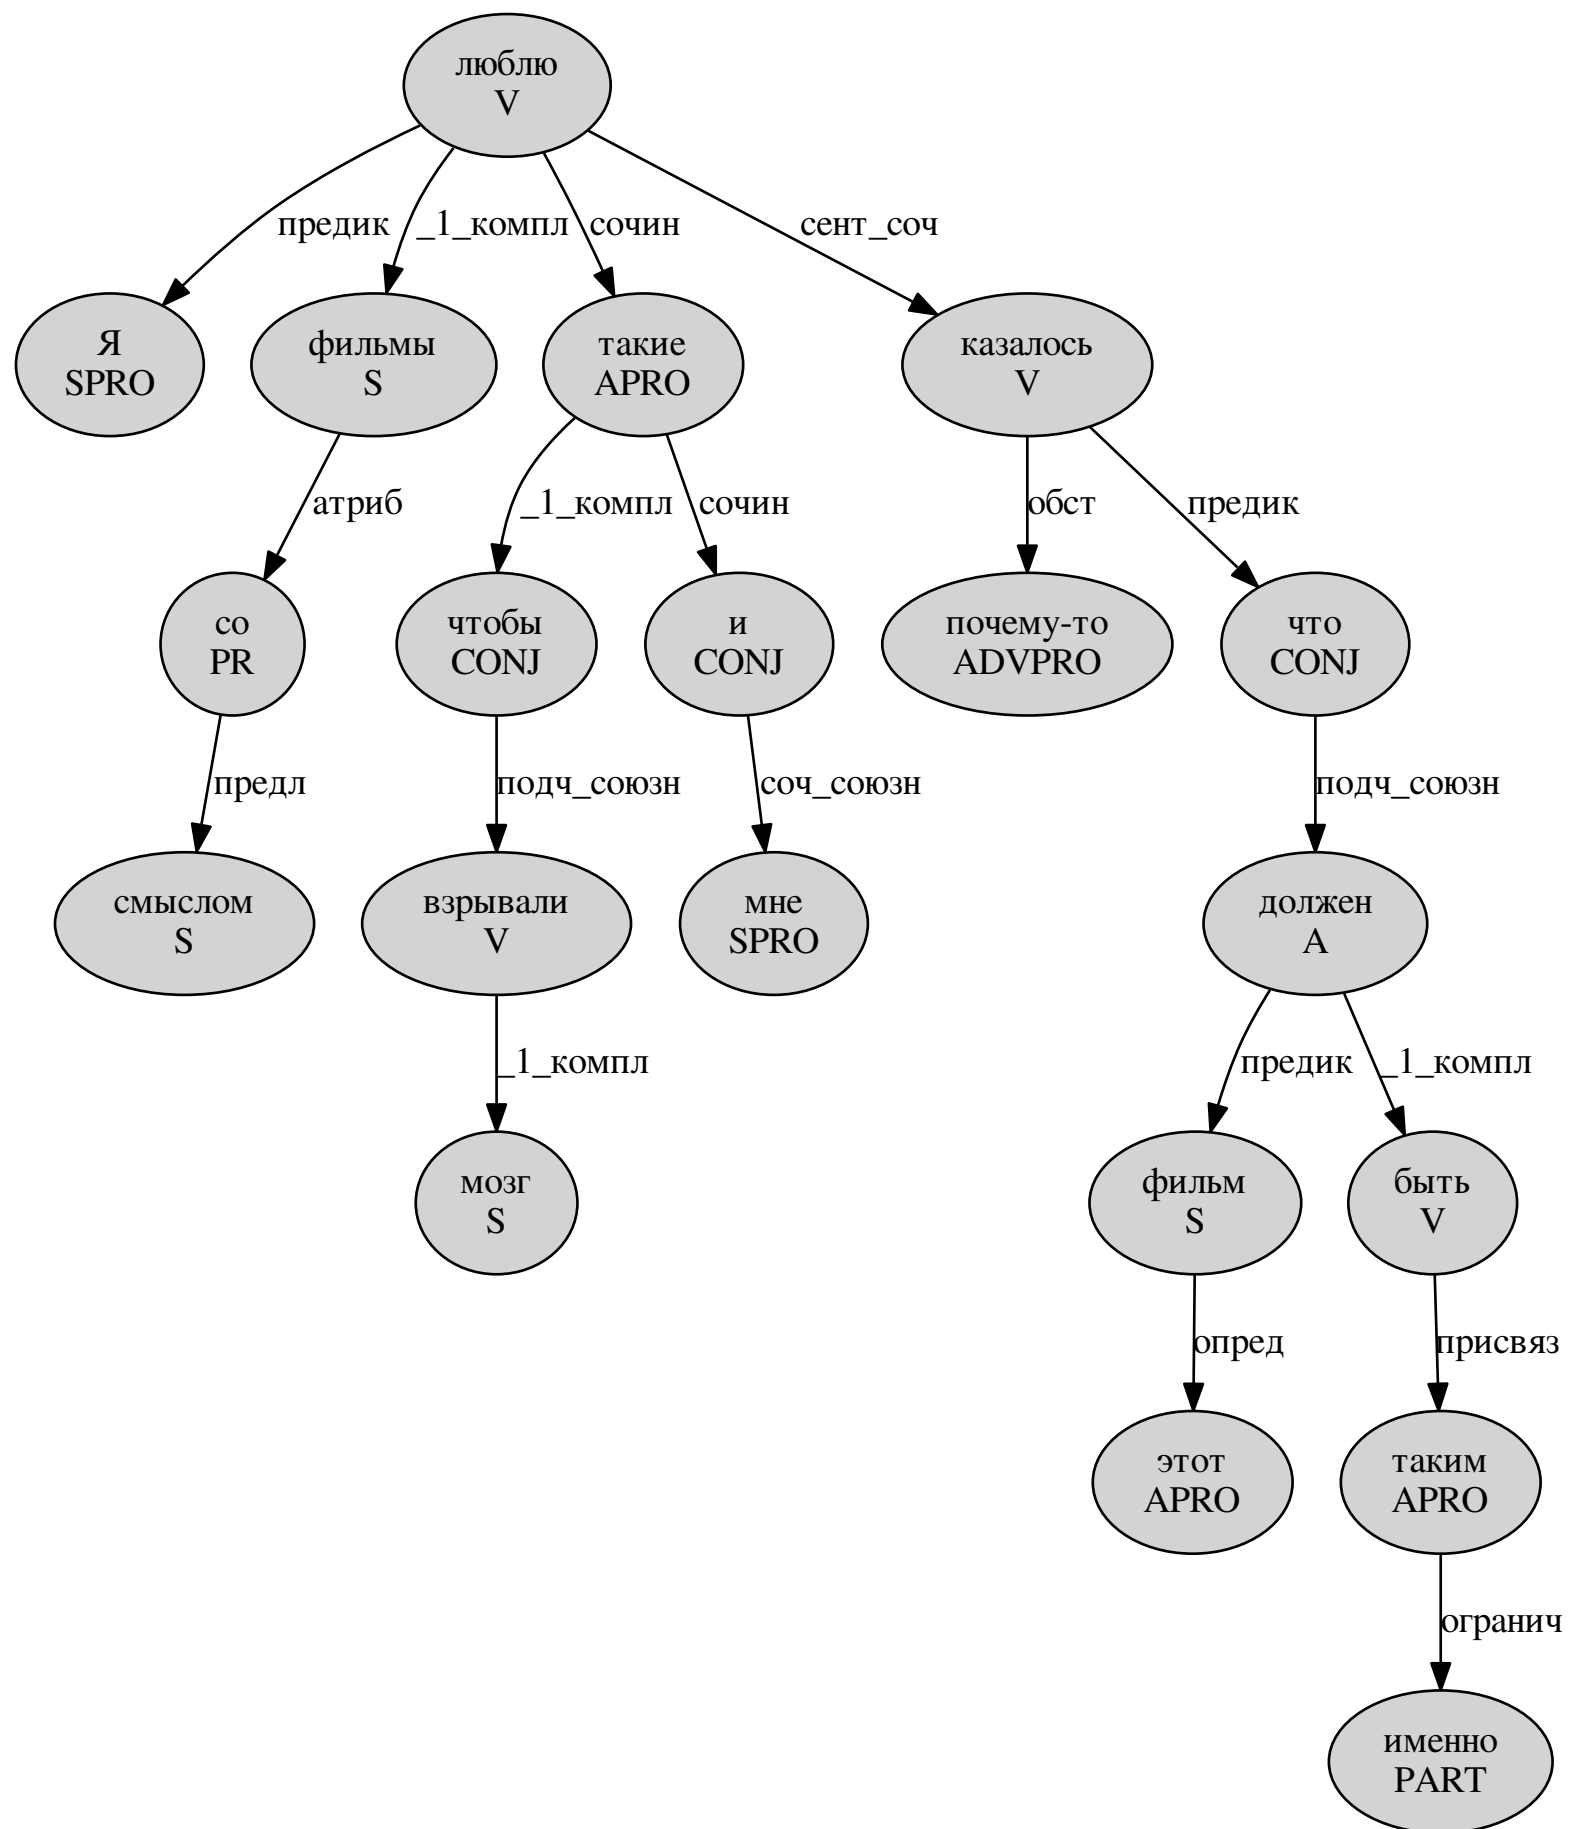 люблю
V
предик
_1_компл
сочин
сент_соч
Я
SPRO
фильмы
S
такие
APRO
казалось
V
атриб
_1_компл
сочин
обст
предик
со
PR
чтобы
CONJ
и
CONJ
почему-то
ADVPRO
что
CONJ
предл
подч_союзн
соч_союзн
подч_союзн
смыслом
S
взрывали
V
мне
SPRO
должен
A
_1_компл
предик
_1_компл
мозг
S
фильм
S
быть
V
опред
присвяз
этот
APRO
таким
APRO
огранич
именно
PART